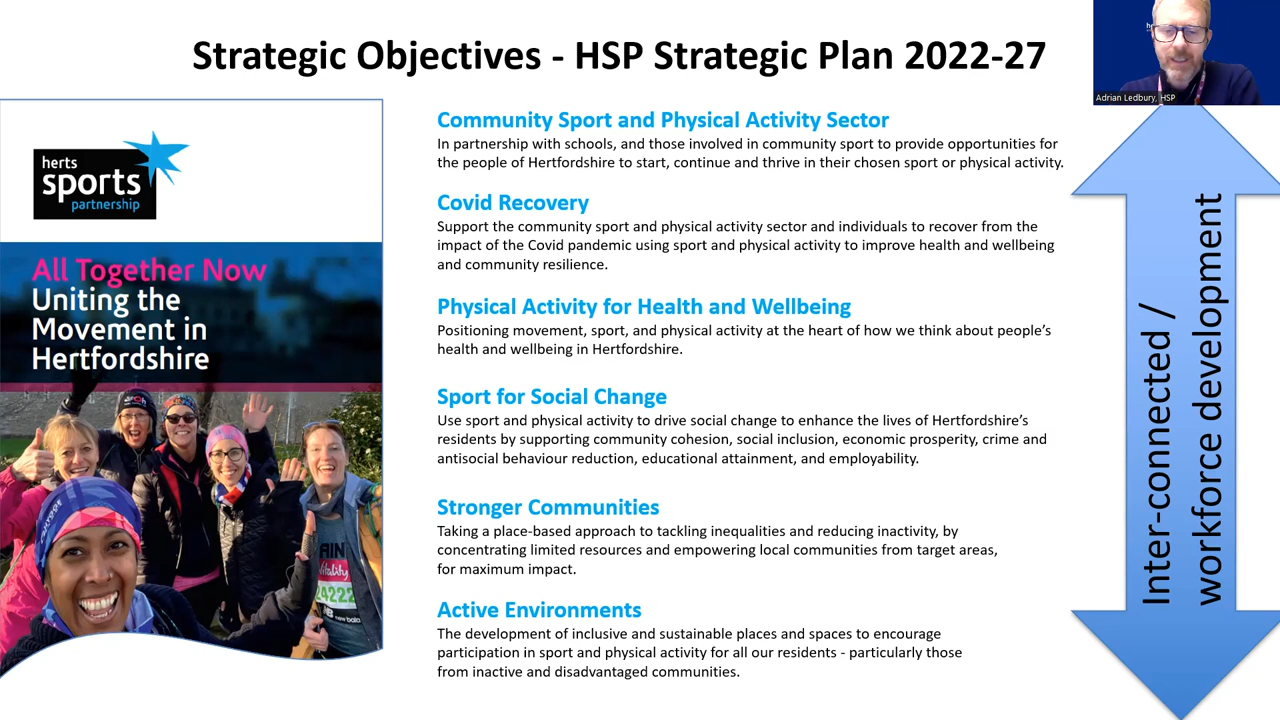 Strategic Objectives - HSP Strategic Plan 2022-27
Adrian Ledbury, HSP
herts
sports
partnership
All Together Now
Uniting the
Movement in
Hertfordshire
RAIN
Vitality
24222
new bala
Community Sport and Physical Activity Sector
In partnership with schools, and those involved in community sport to provide opportunities for
the people of Hertfordshire to start, continue and thrive in their chosen sport or physical activity.
Covid Recovery
Support the community sport and physical activity sector and individuals to recover from the
impact of the Covid pandemic using sport and physical activity to improve health and wellbeing
and community resilience.
Physical Activity for Health and Wellbeing
Positioning movement, sport, and physical activity at the heart of how we think about people’s
health and wellbeing in Hertfordshire.
Sport for Social Change
Use sport and physical activity to drive social change to enhance the lives of Hertfordshire’s
residents by supporting community cohesion, social inclusion, economic prosperity, crime and
antisocial behaviour reduction, educational attainment, and employability.
Stronger Communities
Taking a place-based approach to tackling inequalities and reducing inactivity, by
concentrating limited resources and empowering local communities from target areas,
for maximum impact.
Active Environments
The development of inclusive and sustainable places and spaces to encourage
participation in sport and physical activity for all our residents - particularly those
from inactive and disadvantaged communities.
Inter-connected /
workforce development